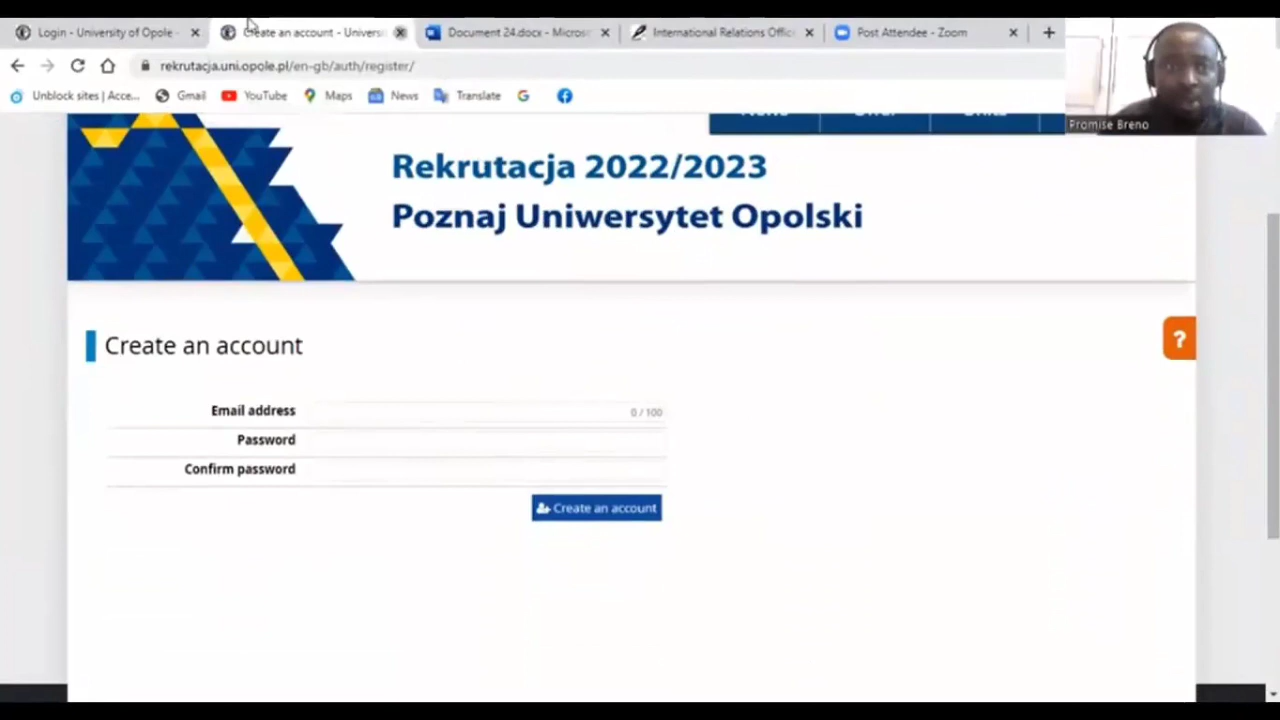 Login - University of Opole -
Create an account - Universi
Document 24.docx - Micros
International Relations Offic
Post Attendee - Zoom
rekrutacja.uni.opole.pl/en-gb/auth/register/
Unblock sites | Acce...
Gmail
YouTube
Maps
News
Translate
Promise Breno
Rekrutacja 2022/2023
Poznaj Uniwersytet Opolski
Create an account
?
Email address
0 / 100
Password
Confirm password
Create an account